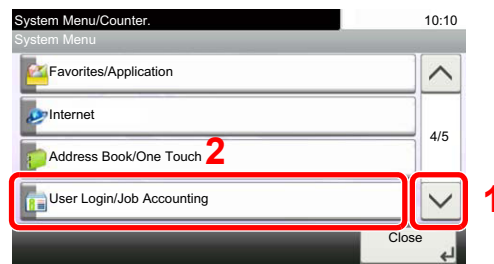 System Menu/Counter. 10:10
System Menu
Favorites/Application
Internet
4/5
Address Book/One Touch 2
User Login/Job Accounting 1
Close